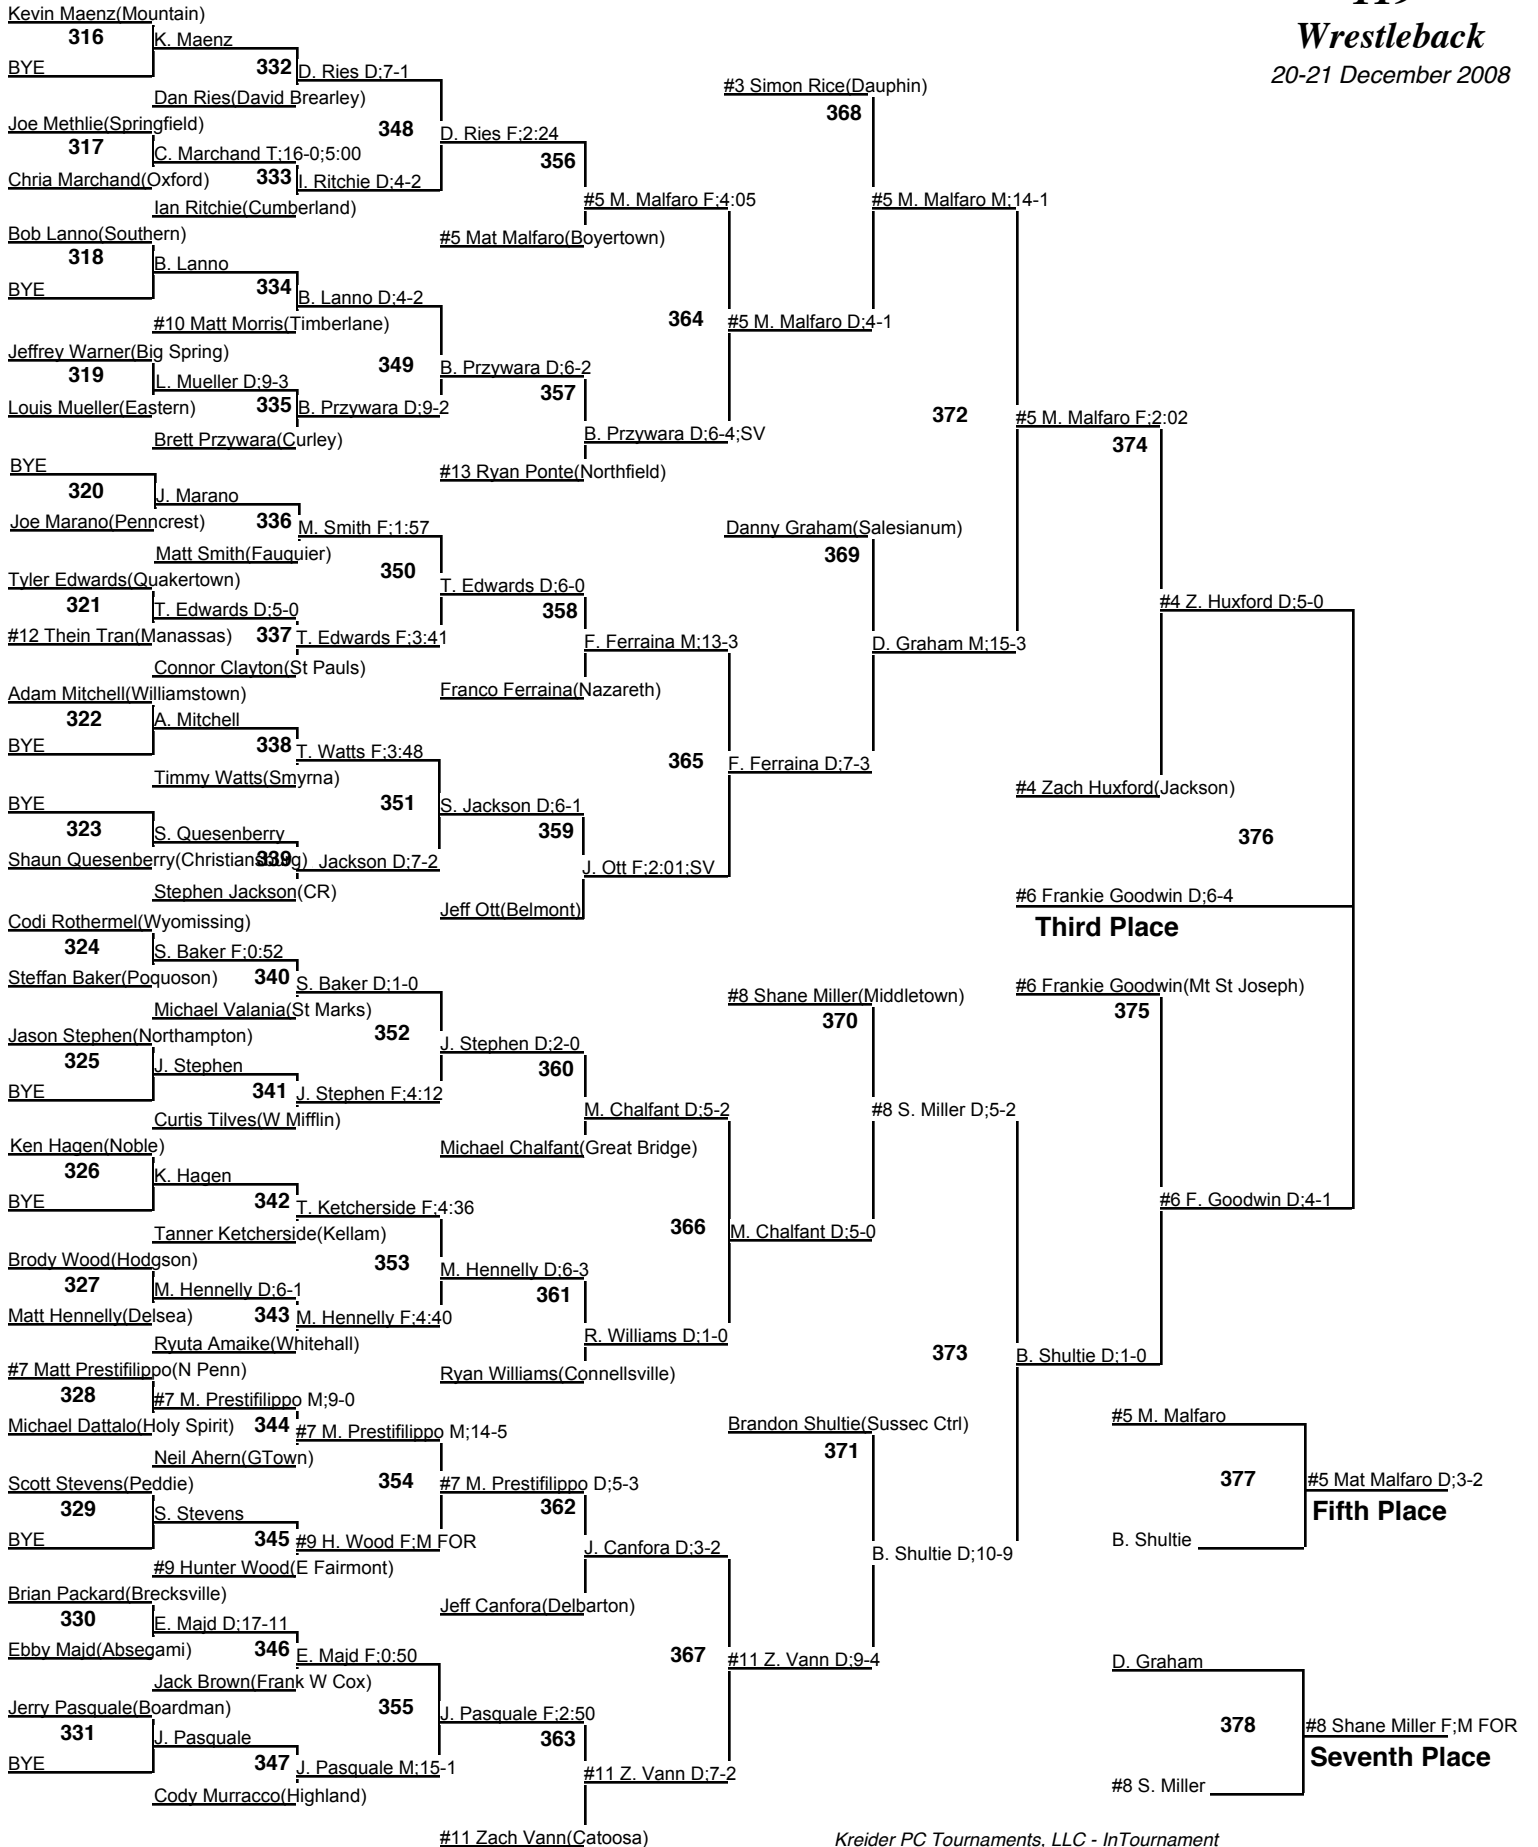 Wrestleback
20-21 December 2008
Kevin Maenz(Mountain)
316
K. Maenz
BYE
332
D. Ries D;7-1
Dan Ries(David Brearley)
Joe Methlie(Springfield)
348
D. Ries F;2:24
317
C. Marchand T;16-0;5:00
356
Chria Marchand(Oxford)
333
I. Ritchie D;4-2
Ian Ritchie(Cumberland)
#5 M. Malfaro F;4:05
#5 Mat Malfaro(Boyertown)
Bob Lanno(Southern)
318
B. Lanno
BYE
334
B. Lanno D;4-2
#10 Matt Morris(Timberlane)
364
#5 M. Malfaro D;4-1
Jeffrey Warner(Big Spring)
349
B. Przywara D;6-2
319
L. Mueller D;9-3
357
Louis Mueller(Eastern)
335
B. Przywara D;9-2
Brett Przywara(Curley)
B. Przywara D;6-4;SV
#13 Ryan Ponte(Northfield)
#3 Simon Rice(Dauphin)
368
#5 M. Malfaro M;14-1
372
#5 M. Malfaro F;2:02
374
BYE
320
J. Marano
Joe Marano(Penncrest)
336
M. Smith F;1:57
Matt Smith(Fauquier)
350
T. Edwards D;6-0
Tyler Edwards(Quakertown)
321
T. Edwards D;5-0
358
#12 Thein Tran(Manassas)
337
T. Edwards F;3:41
Connor Clayton(St Pauls)
F. Ferraina M;13-3
Franco Ferraina(Nazareth)
Danny Graham(Salesianum)
369
D. Graham M;15-3
#4 Z. Huxford D;5-0
Adam Mitchell(Williamstown)
322
A. Mitchell
BYE
338
T. Watts F;3:48
Timmy Watts(Smyrna)
365
F. Ferraina D;7-3
BYE
351
S. Jackson D;6-1
323
S. Quesenberry
359
Shaun Quesenberry(Christiansburg)
339
Jackson D;7-2
Stephen Jackson(CR)
J. Ott F;2:01;SV
Jeff Ott(Belmont)
#4 Zach Huxford(Jackson)
376
#6 Frankie Goodwin D;6-4
Third Place
Codi Rothermel(Wyomissing)
324
S. Baker F;0:52
Steffan Baker(Poquoson)
340
S. Baker D;1-0
Michael Valania(St Marks)
#8 Shane Miller(Middletown)
370
#6 Frankie Goodwin(Mt St Joseph)
375
Jason Stephen(Northampton)
352
J. Stephen D;2-0
325
J. Stephen
360
BYE
341
J. Stephen F;4:12
Curtis Tilves(W Mifflin)
M. Chalfant D;5-2
#8 S. Miller D;5-2
Michael Chalfant(Great Bridge)
Ken Hagen(Noble)
326
K. Hagen
BYE
342
T. Ketcherside F;4:36
#6 F. Goodwin D;4-1
Tanner Ketcherside(Kellam)
366
M. Chalfant D;5-0
Brody Wood(Hodgson)
353
M. Hennelly D;6-3
327
M. Hennelly D;6-1
361
Matt Hennelly(Delsea)
343
M. Hennelly F;4:40
Ryuta Amaike(Whitehall)
R. Williams D;1-0
373
B. Shultie D;1-0
Ryan Williams(Connellsville)
#7 Matt Prestifilippo(N Penn)
328
#7 M. Prestifilippo M;9-0
Michael Dattalo(Holy Spirit)
344
#7 M. Prestifilippo M;14-5
Neil Ahern(GTown)
Brandon Shultie(Sussec Ctrl)
371
#5 M. Malfaro
Scott Stevens(Peddie)
354
#7 M. Prestifilippo D;5-3
377
#5 Mat Malfaro D;3-2
329
S. Stevens
362
Fifth Place
BYE
345
#9 H. Wood F;M FOR
J. Canfora D;3-2
B. Shultie D;10-9
B. Shultie
#9 Hunter Wood(E Fairmont)
Jeff Canfora(Delbarton)
Brian Packard(Brecksville)
330
E. Majd D;17-11
Ebby Majd(Absegami)
346
E. Majd F;0:50
367
#11 Z. Vann D;9-4
D. Graham
Jack Brown(Frank W Cox)
Jerry Pasquale(Boardman)
355
J. Pasquale F;2:50
378
#8 Shane Miller F;M FOR
331
J. Pasquale
363
Seventh Place
BYE
347
J. Pasquale M;15-1
#11 Z. Vann D;7-2
#8 S. Miller
Cody Murracco(Highland)
#11 Zach Vann(Catoosa)
Kreider PC Tournaments, LLC - InTournament